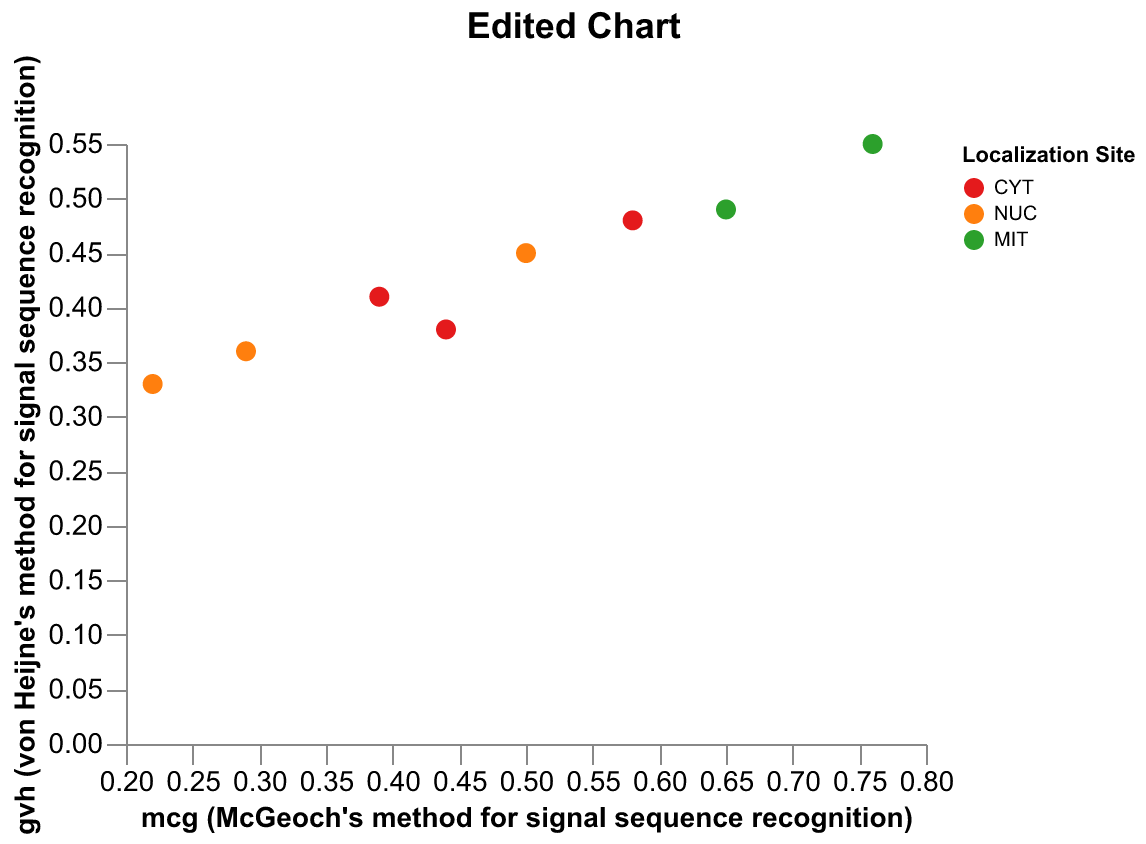 Edited Chart
gvh (von Heijne's method for signal sequence recognition)
0.55
0.50
0.45
0.40
0.35
0.30
0.25
0.20
0.15
0.10
0.05
0.00
0.20 0.25 0.30 0.35 0.40 0.45 0.50 0.55 0.60 0.65 0.70 0.75 0.80
mcg (McGeoch's method for signal sequence recognition)
Localization Site
CYT
NUC
MIT